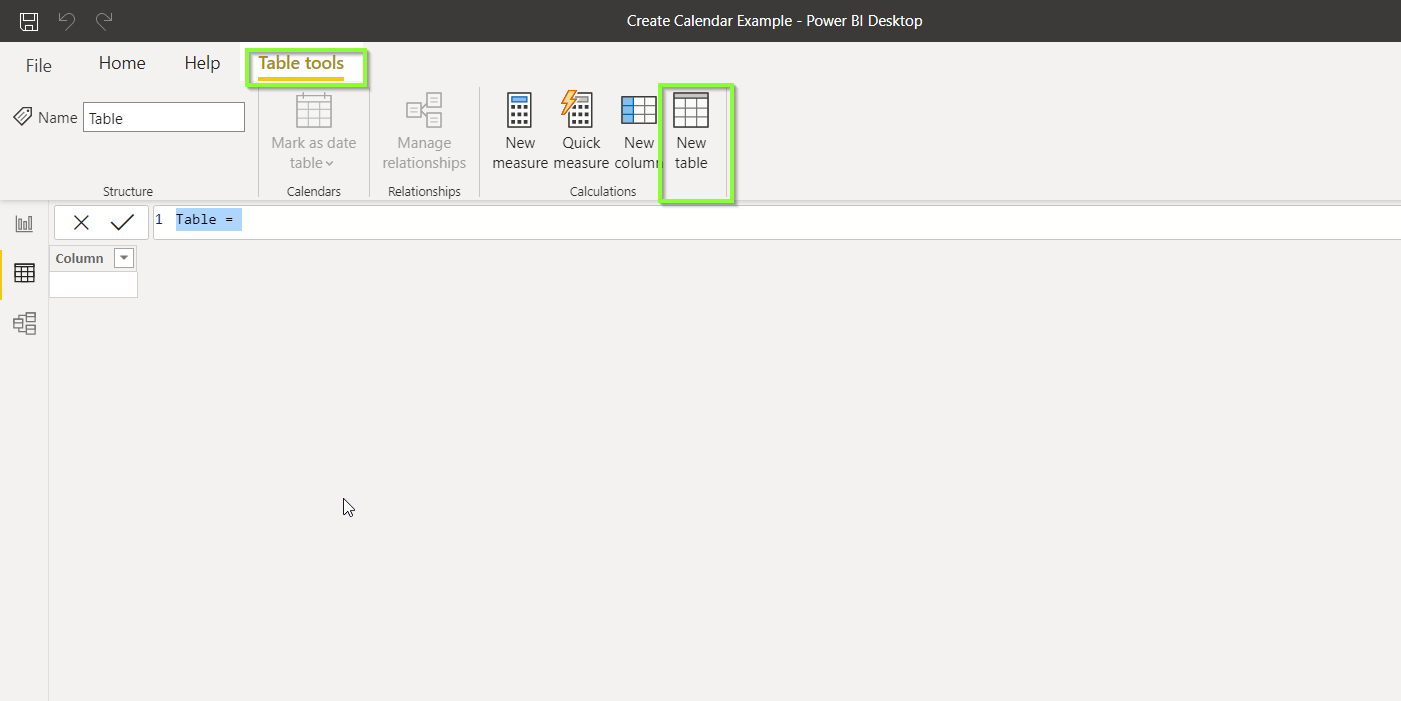 Create Calendar Example - Power BI Desktop
File Home Help Table tools
Name Table
Mark as date
table
Manage
relationships
New
measure
Quick
measure
New
column
New
table
Structure Calendars Relationships Calculations
1 Table =
Column